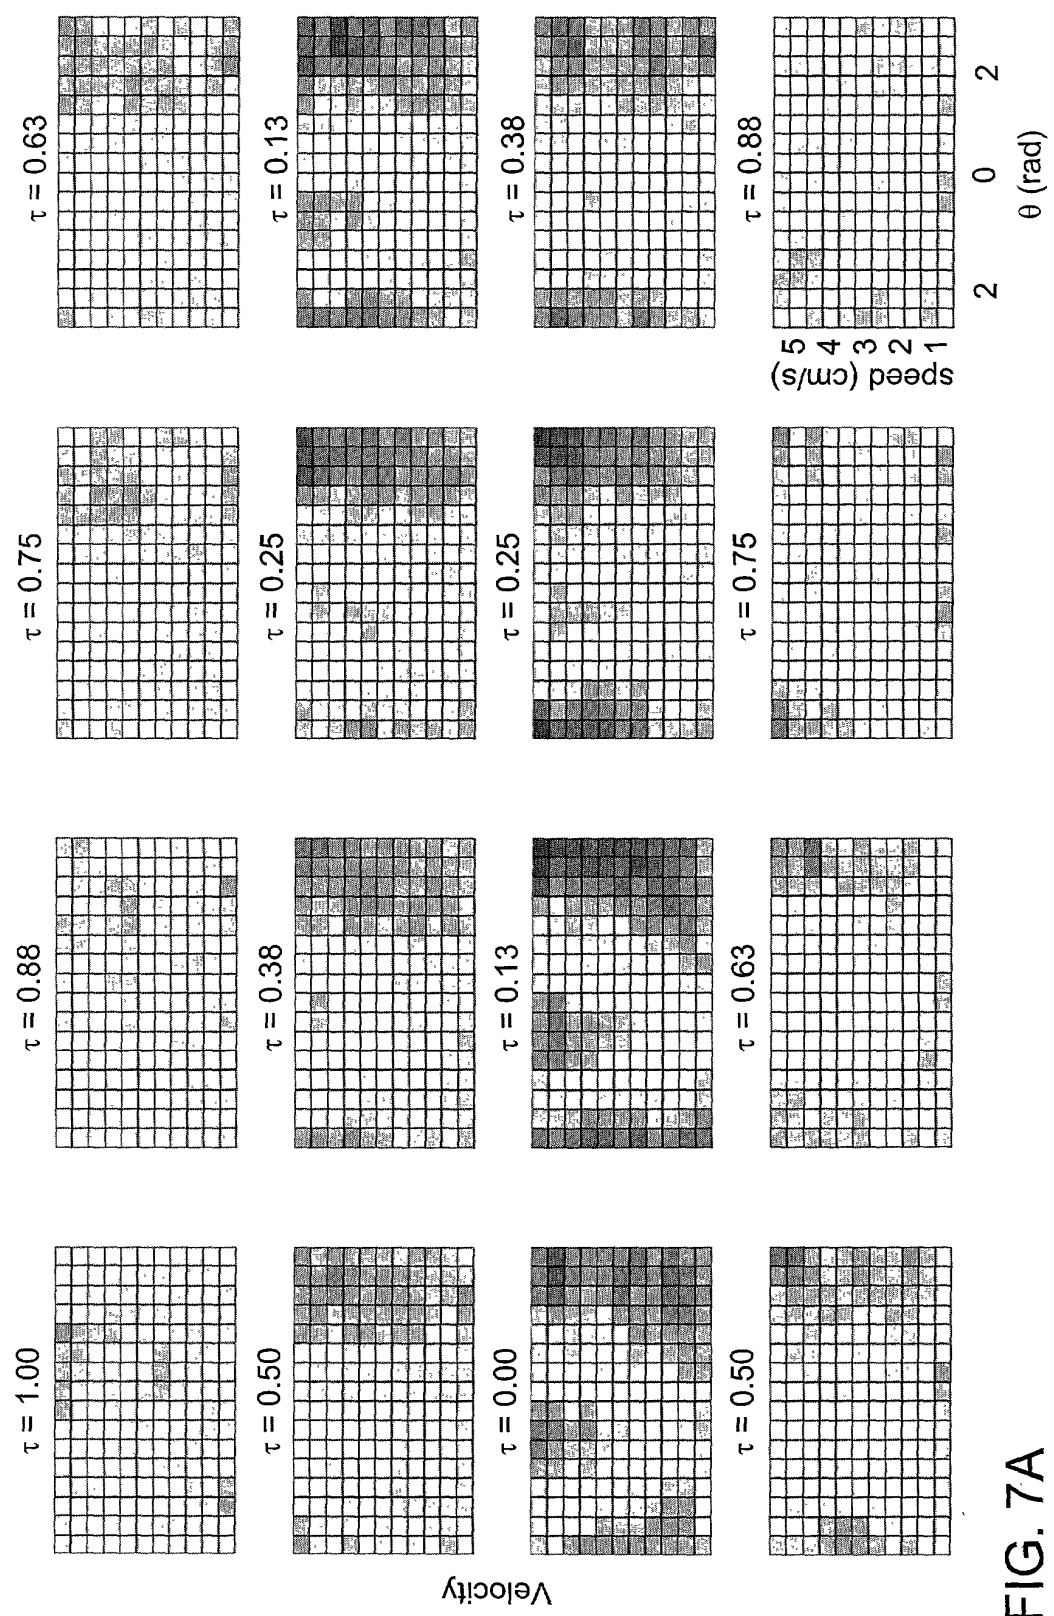 Velocity
τ = 1.00
τ = 0.88
τ = 0.75
τ = 0.63
τ = 0.50
τ = 0.38
τ = 0.25
τ = 0.13
τ = 0.00
τ = 0.13
τ = 0.25
τ = 0.38
τ = 0.50
τ = 0.63
τ = 0.75
τ = 0.88
speed (cm/s)
5
4
3
2
1
2 0 2
θ (rad)
FIG. 7A